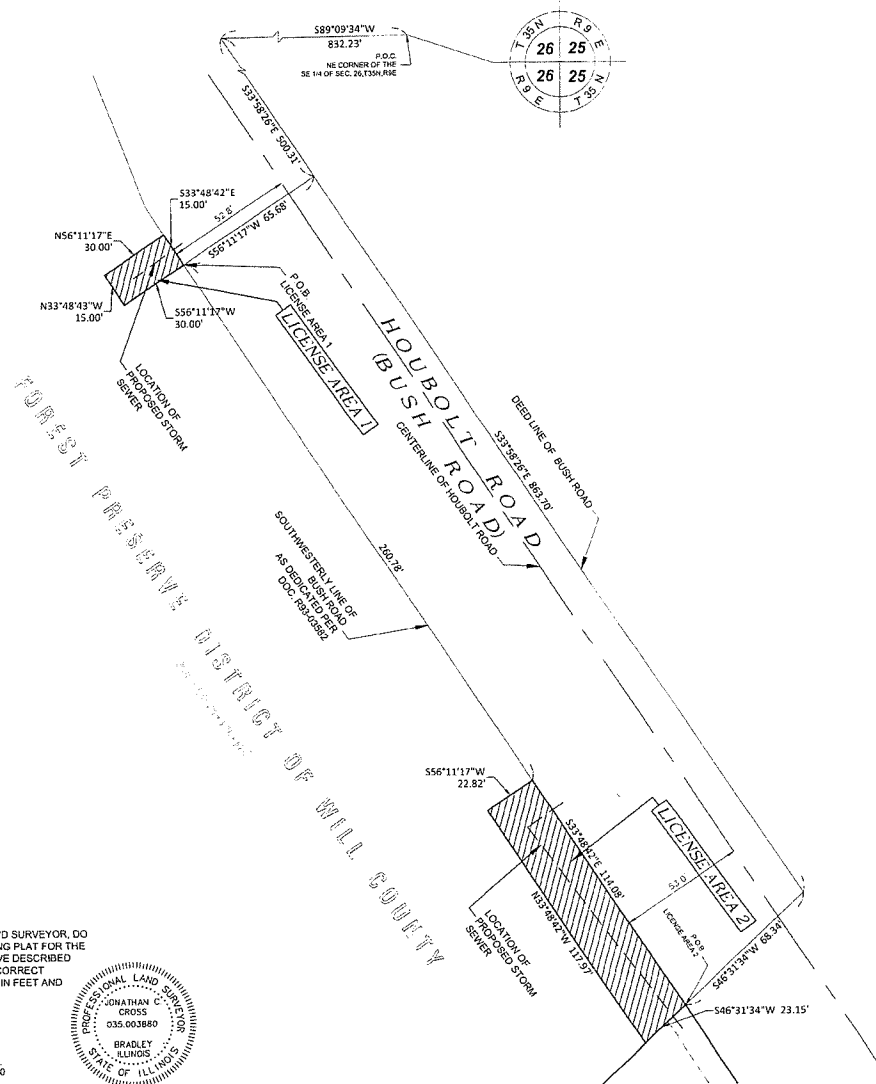 S89°09'34"W
832.23'
P.O.C.
NE CORNER OF THE
SE 1/4 OF SEC. 26,T35N,R9E
T 35 N R 9 E
26 25
26 25
R 9 E T 35 N
S33°58'26"E 500.31'
S33°48'42"E
15.00'
52.8'
S56°11'17"W 65.68'
N56°11'17"E
30.00'
N33°48'43"W
15.00'
S56°11'17"W
30.00'
P.O.B.
LICENSE AREA 1
LICENSE AREA 1
LOCATION OF
PROPOSED STORM
SEWER
HOUBOLT ROAD
(BUSH ROAD)
CENTERLINE OF HOUBOLT ROAD
S33°58'26"E 863.70'
DEED LINE OF BUSH ROAD
260.78'
SOUTHWESTERLY LINE OF
BUSH ROAD
AS DEDICATED PER
DOC. R93-03582
FOREST PRESERVE DISTRICT OF WILL COUNTY
S56°11'17"W
22.82'
S33°48'42"E 114.08'
N33°48'42"W 117.97'
LICENSE AREA 2
53.0'
P.O.B.
LICENSE AREA 2
LOCATION OF
PROPOSED STORM
SEWER
S46°31'34"W 68.34'
S46°31'34"W 23.15'
D SURVEYOR, DO
NG PLAT FOR THE
VE DESCRIBED
CORRECT
IN FEET AND
PROFESSIONAL LAND SURVEYOR
JONATHAN C
CROSS
035.003880
BRADLEY
ILLINOIS
STATE OF ILLINOIS
0